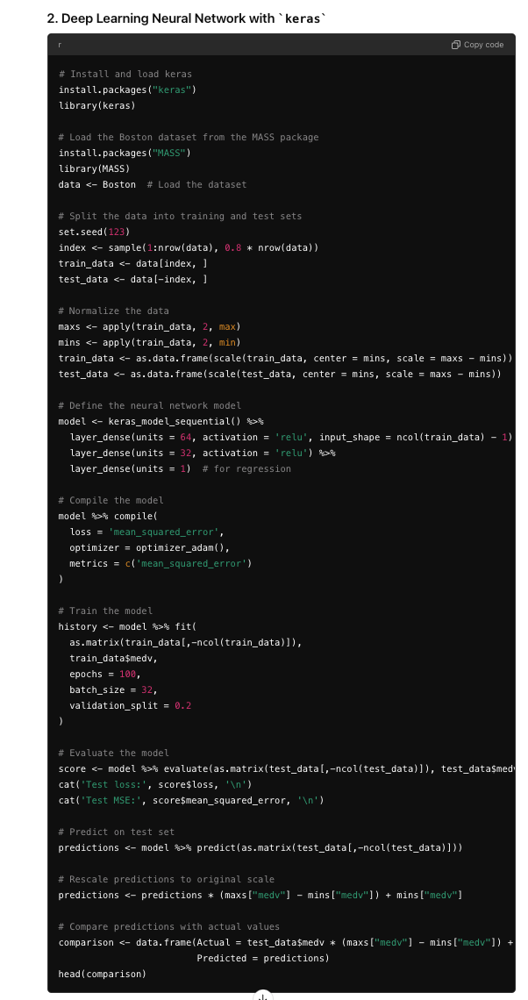 2. Deep Learning Neural Network with `keras`
r
Copy code
# Install and load keras
install.packages("keras")
library(keras)
# Load the Boston dataset from the MASS package
install.packages("MASS")
library(MASS)
data <- Boston  # Load the dataset
# Split the data into training and test sets
set.seed(123)
index <- sample(1:nrow(data), 0.8 * nrow(data))
train_data <- data[index, ]
test_data <- data[-index, ]
# Normalize the data
maxs <- apply(train_data, 2, max)
mins <- apply(train_data, 2, min)
train_data <- as.data.frame(scale(train_data, center = mins, scale = maxs - mins))
test_data <- as.data.frame(scale(test_data, center = mins, scale = maxs - mins))
# Define the neural network model
model <- keras_model_sequential() %>%
  layer_dense(units = 64, activation = 'relu', input_shape = ncol(train_data) - 1)
  layer_dense(units = 32, activation = 'relu') %>%
  layer_dense(units = 1)  # for regression
# Compile the model
model %>% compile(
  loss = 'mean_squared_error',
  optimizer = optimizer_adam(),
  metrics = c('mean_squared_error')
)
# Train the model
history <- model %>% fit(
  as.matrix(train_data[,-ncol(train_data)]),
  train_data$medv,
  epochs = 100,
  batch_size = 32,
  validation_split = 0.2
)
# Evaluate the model
score <- model %>% evaluate(as.matrix(test_data[,-ncol(test_data)]), test_data$medv
cat('Test loss:', score$loss, '\n')
cat('Test MSE:', score$mean_squared_error, '\n')
# Predict on test set
predictions <- model %>% predict(as.matrix(test_data[,-ncol(test_data)]))
# Rescale predictions to original scale
predictions <- predictions * (maxs["medv"] - mins["medv"]) + mins["medv"]
# Compare predictions with actual values
comparison <- data.frame(Actual = test_data$medv * (maxs["medv"] - mins["medv"]) +
                         Predicted = predictions)
head(comparison)